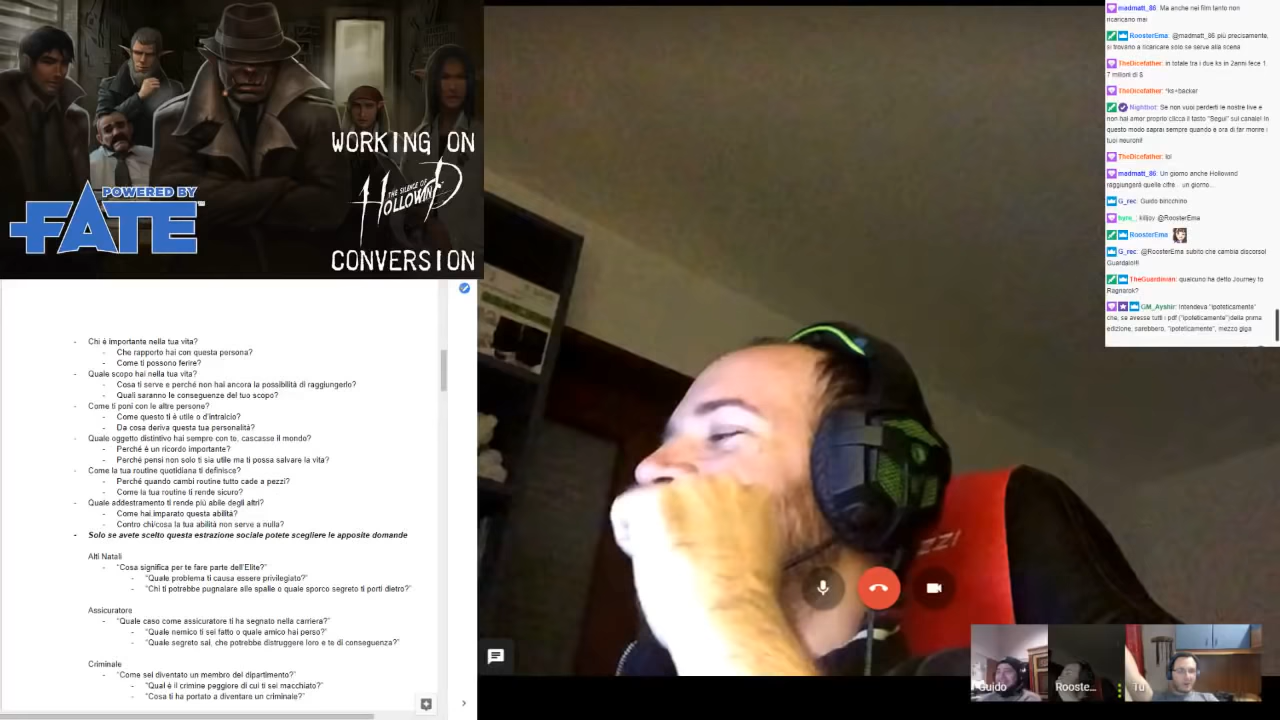 WORKING ON
THE SILENCE OF
HOLLOWIND
CONVERSION
POWERED BY
FATE
- Chi è importante nella tua vita?
- Che rapporto hai con questa persona?
- Come ti possono ferire?
- Quale scopo hai nella tua vita?
- Cosa ti serve e perché non hai ancora la possibilità di raggiungerlo?
- Quali saranno le conseguenze del tuo scopo?
- Come ti poni con le altre persone?
- Come questo ti è utile o d'intralcio?
- Da cosa deriva questa tua personalità?
- Quale oggetto distintivo hai sempre con te, cascasse il mondo?
- Perché è un ricordo importante?
- Perché pensi non solo ti sia utile ma ti possa salvare la vita?
- Come la tua routine quotidiana ti definisce?
- Perché quando cambi routine tutto cade a pezzi?
- Come la tua routine ti rende sicuro?
- Quale addestramento ti rende più abile degli altri?
- Come hai imparato questa abilità?
- Contro chi/cosa la tua abilità non serve a nulla?
- Solo se avete scelto questa estrazione sociale potete scegliere le apposite domande
Alti Natali
- "Cosa significa per te fare parte dell'Elite?"
- "Quale problema ti causa essere privilegiato?"
- "Chi ti potrebbe pugnalare alle spalle o quale sporco segreto ti porti dietro?"
Assicuratore
- "Quale caso come assicuratore ti ha segnato nella carriera?"
- "Quale nemico ti sei fatto o quale amico hai perso?"
- "Quale segreto sai, che potrebbe distruggere loro e te di conseguenza?"
Criminale
- "Come sei diventato un membro del dipartimento?"
- "Qual è il crimine peggiore di cui ti sei macchiato?"
- "Cosa ti ha portato a diventare un criminale?"
madmatt_86: Ma anche nei film tanto non
ricaricano mai
RoosterEma: @madmatt_86 più precisamente,
si trovano a ricaricare solo se serve alla scena
TheDicefather: in totale tra i due ks in 2anni fece 1
7 milioni di $
TheDicefather: *ks+backer
Nightbot: Se non vuoi perderti le nostre live e
non hai amor proprio clicca il tasto "Segui" sul canale! In
questo modo saprai sempre quando è ora di far morire i
tuoi neuroni!
TheDicefather: lol
madmatt_86: Un giorno anche Hollowind
raggiungerà quelle cifre... un giorno...
G_rec: Guido biricchino
killjoy @RoosterEma
RoosterEma:
G_rec: @RoosterEma subito che cambia discorso!
Guardalo!!!
TheGuardinian: qualcuno ha detto Journey to
Ragnarok?
GM_Ayshir: Intendeva "ipoteticamente"
che, se avesse tutti i pdf ("ipoteticamente")della prima
edizione, sarebbero, "ipoteticamente", mezzo giga
Guido
Rooste...
Tu